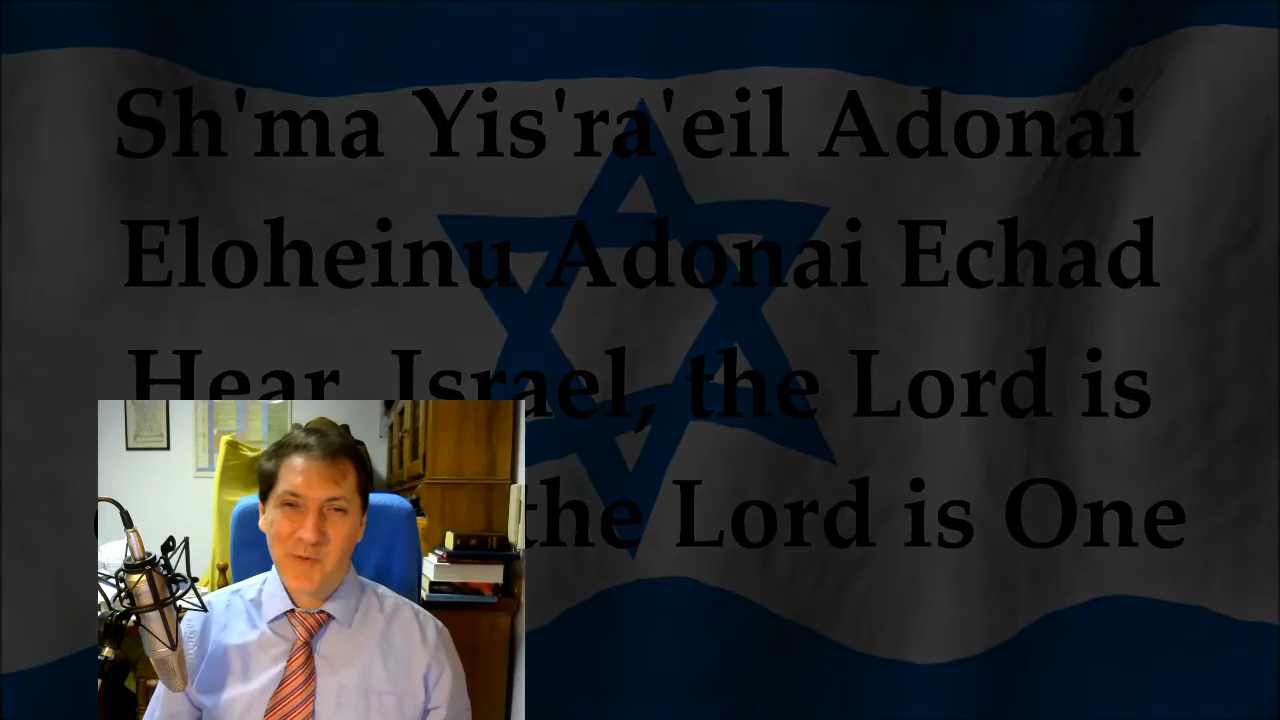 Sh'ma Yis'ra'eil Adonai
Eloheinu Adonai Echad
Hear, Israel, the Lord is
the Lord is One